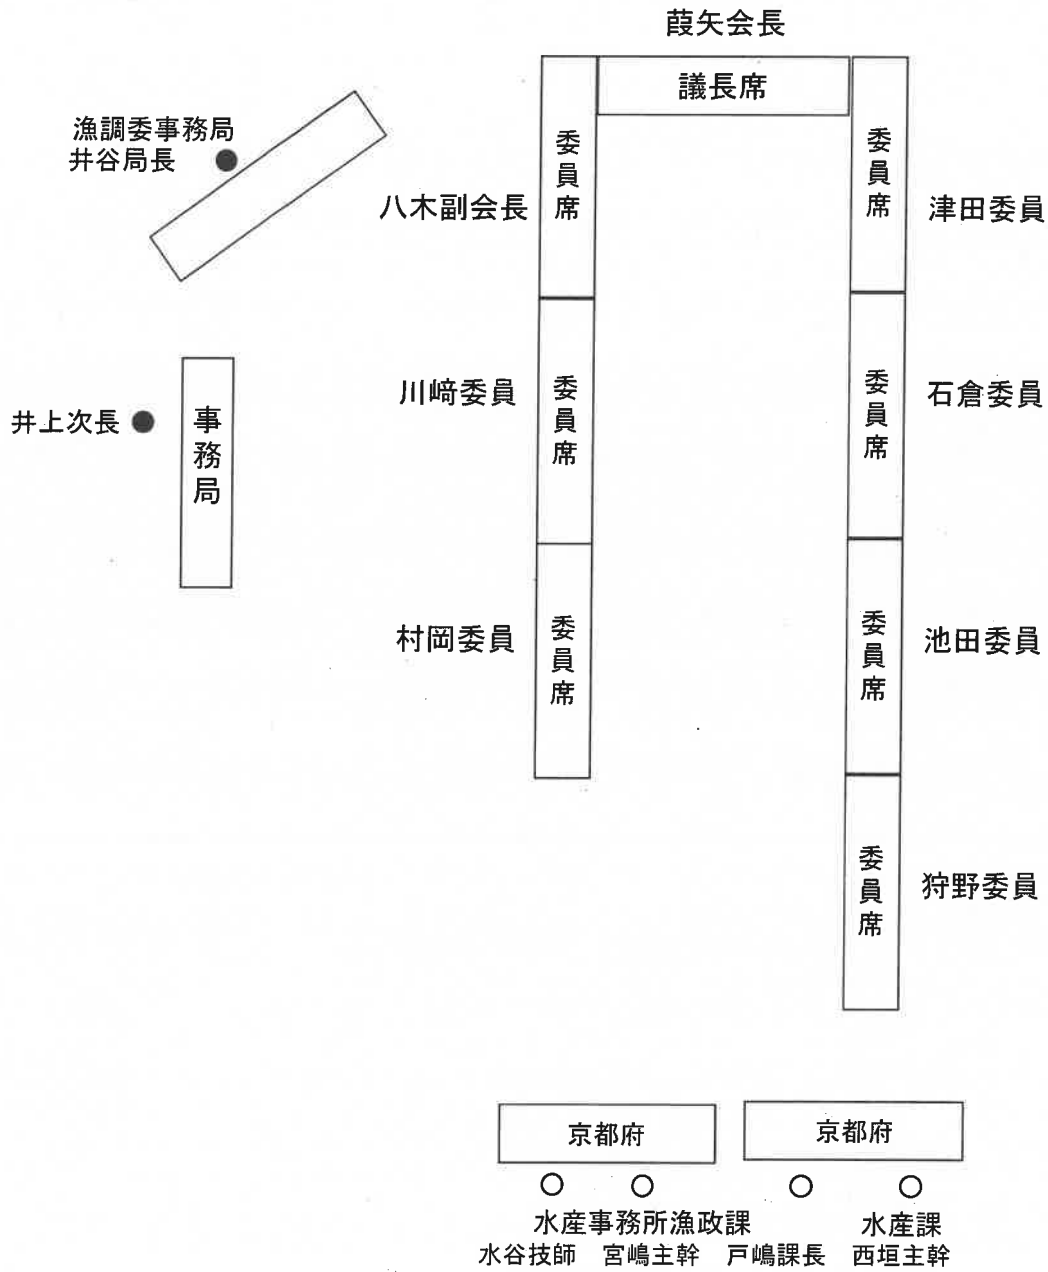 葭矢会長
議長席
漁調委事務局
井谷局長
委員席
委員席
八木副会長
津田委員
川﨑委員
委員席
委員席
石倉委員
井上次長
事務局
村岡委員
委員席
委員席
池田委員
委員席
狩野委員
京都府
京都府
水産事務所漁政課
水産課
水谷技師 宮嶋主幹 戸嶋課長 西垣主幹